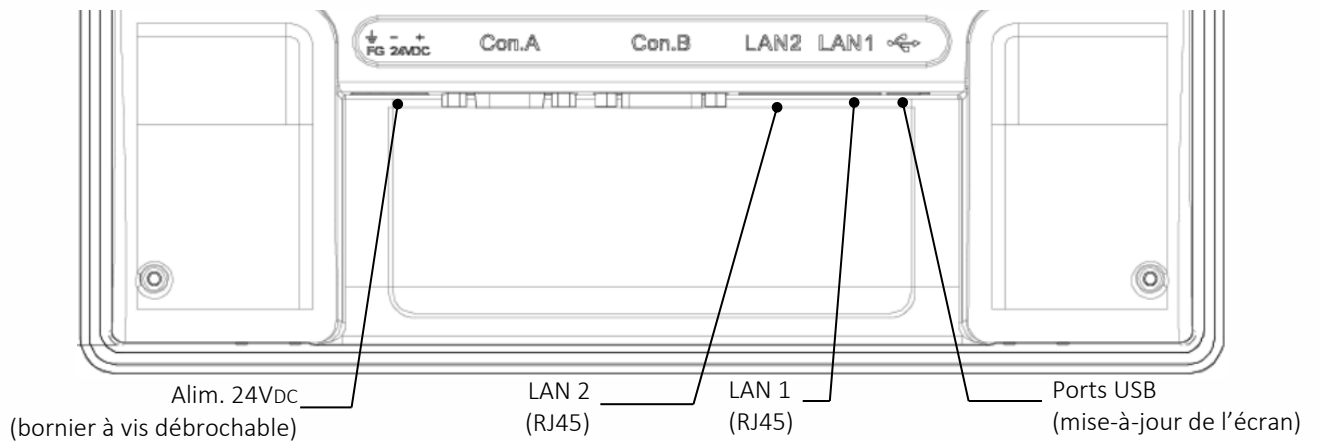 - +
FG 24VDC Con.A Con.B LAN2 LAN1
Alim. 24VDC
(bornier à vis débrochable)
LAN 2
(RJ45)
LAN 1
(RJ45)
Ports USB
(mise-à-jour de l’écran)